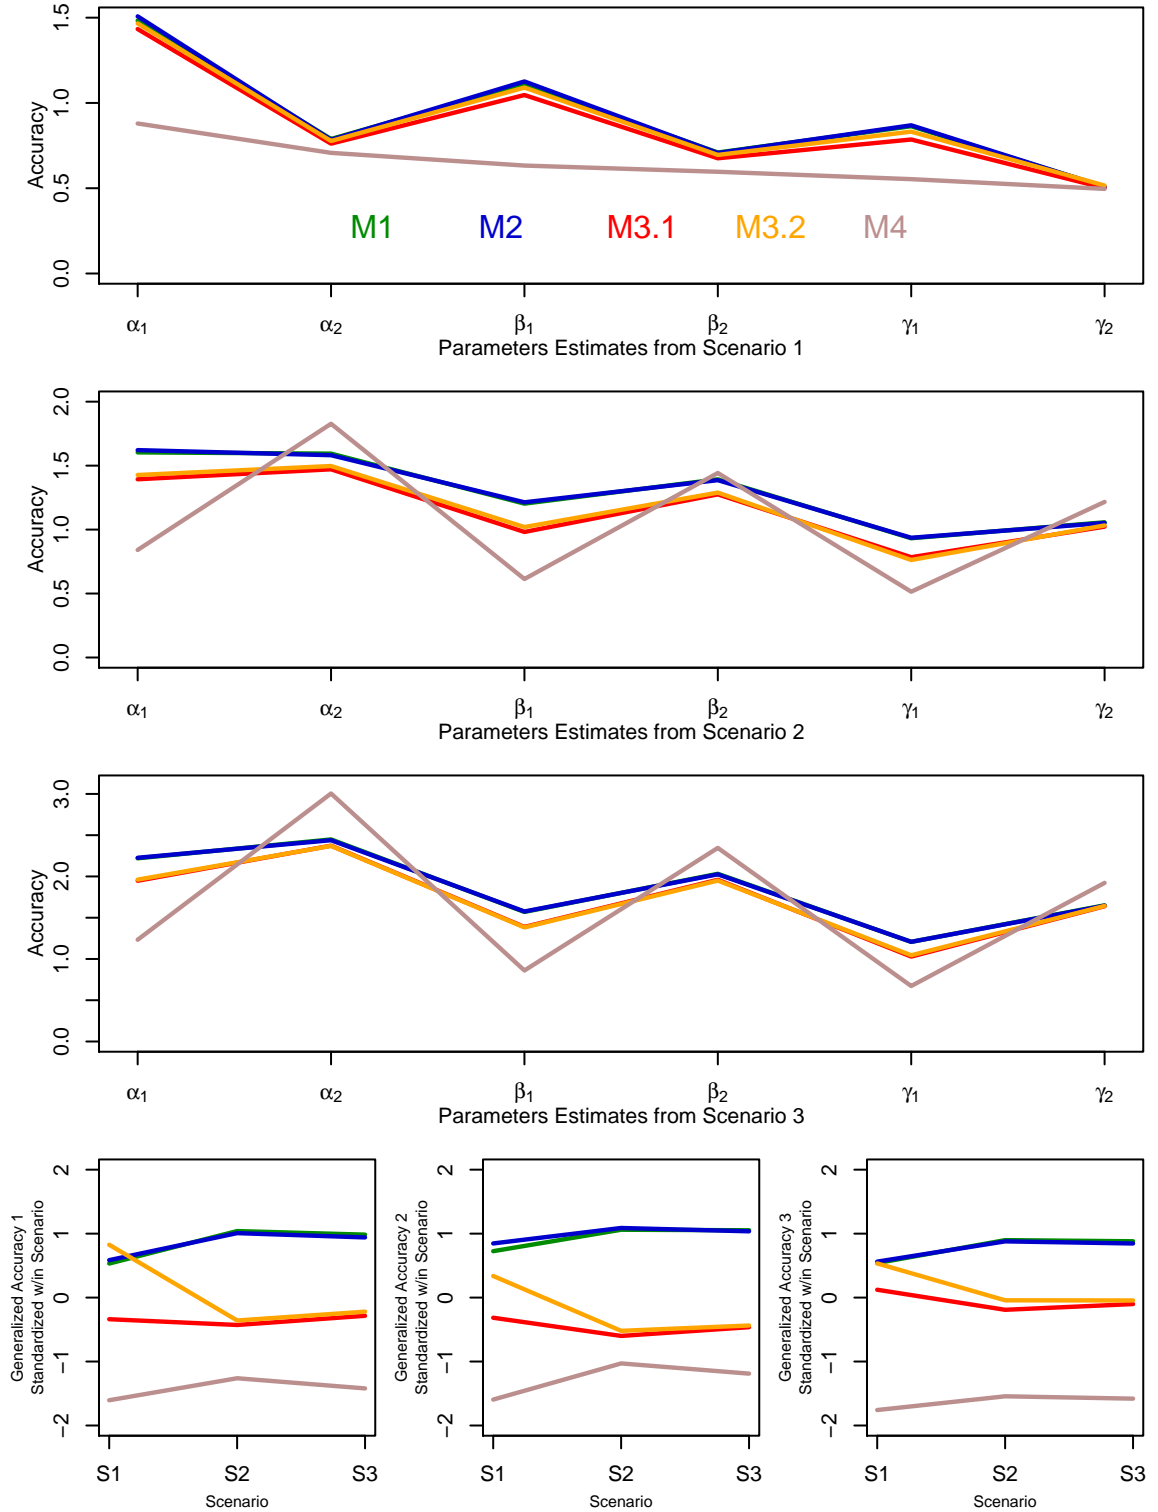 Accuracy
0.0 0.5 1.0 1.5
M1 M2 M3.1 M3.2 M4
α1 α2 β1 β2 γ1 γ2
Parameters Estimates from Scenario 1
Accuracy
0.0 0.5 1.0 1.5 2.0
α1 α2 β1 β2 γ1 γ2
Parameters Estimates from Scenario 2
Accuracy
0.0 1.0 2.0 3.0
α1 α2 β1 β2 γ1 γ2
Parameters Estimates from Scenario 3
Generalized Accuracy 1
Standardized w/in Scenario
−2 −1 0 1 2
S1 S2 S3
Scenario
Generalized Accuracy 2
Standardized w/in Scenario
−2 −1 0 1 2
S1 S2 S3
Scenario
Generalized Accuracy 3
Standardized w/in Scenario
−2 −1 0 1 2
S1 S2 S3
Scenario